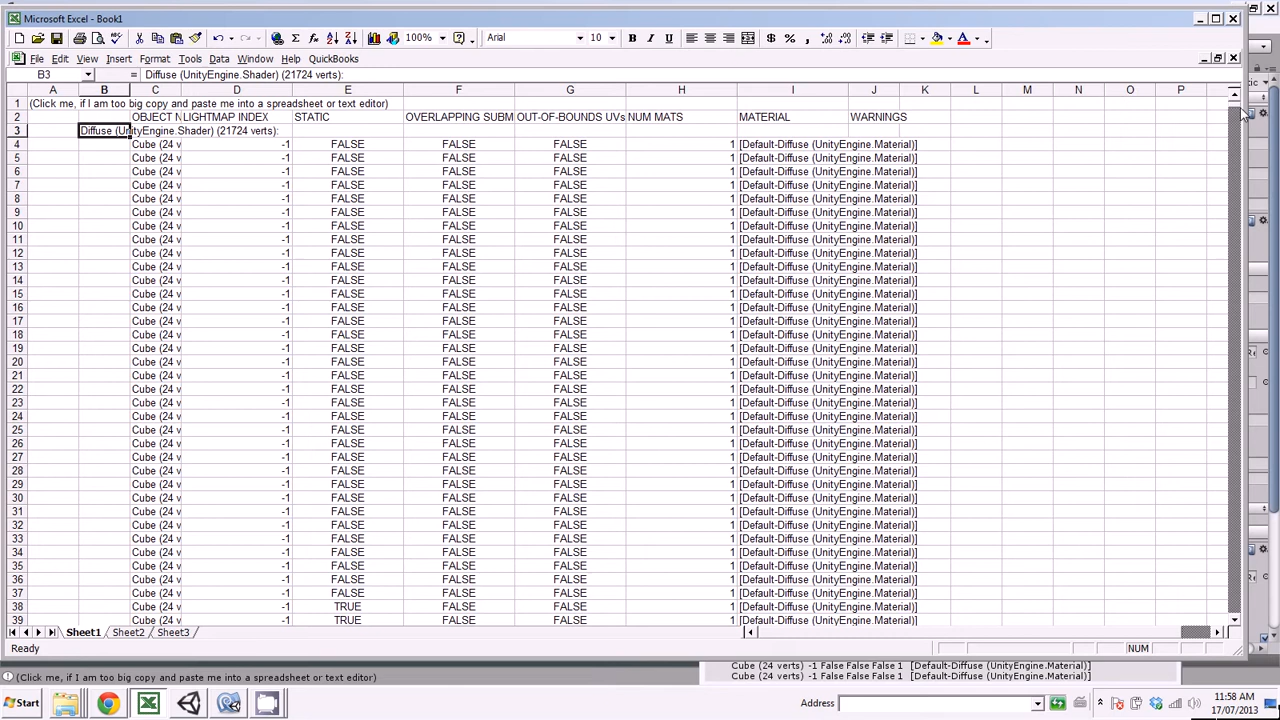 Microsoft Excel - Book1
100% Arial 10 B I U $ % ,
File Edit View Insert Format Tools Data Window Help QuickBooks
B3 = Diffuse (UnityEngine.Shader) (21724 verts):
A B C D E F G H I J K L M N O P
1 (Click me, if I am too big copy and paste me into a spreadsheet or text editor)
2 OBJECT N LIGHTMAP INDEX STATIC OVERLAPPING SUBM OUT OF BOUNDS UVs NUM MATS MATERIAL WARNINGS
3 Diffuse (UnityEngine.Shader) (21724 verts):
4 Cube (24 v -1 FALSE FALSE FALSE 1 [Default-Diffuse (UnityEngine.Material)]
5 Cube (24 v -1 FALSE FALSE FALSE 1 [Default-Diffuse (UnityEngine.Material)]
6 Cube (24 v -1 FALSE FALSE FALSE 1 [Default-Diffuse (UnityEngine.Material)]
7 Cube (24 v -1 FALSE FALSE FALSE 1 [Default-Diffuse (UnityEngine.Material)]
8 Cube (24 v -1 FALSE FALSE FALSE 1 [Default-Diffuse (UnityEngine.Material)]
9 Cube (24 v -1 FALSE FALSE FALSE 1 [Default-Diffuse (UnityEngine.Material)]
10 Cube (24 v -1 FALSE FALSE FALSE 1 [Default-Diffuse (UnityEngine.Material)]
11 Cube (24 v -1 FALSE FALSE FALSE 1 [Default-Diffuse (UnityEngine.Material)]
12 Cube (24 v -1 FALSE FALSE FALSE 1 [Default-Diffuse (UnityEngine.Material)]
13 Cube (24 v -1 FALSE FALSE FALSE 1 [Default-Diffuse (UnityEngine.Material)]
14 Cube (24 v -1 FALSE FALSE FALSE 1 [Default-Diffuse (UnityEngine.Material)]
15 Cube (24 v -1 FALSE FALSE FALSE 1 [Default-Diffuse (UnityEngine.Material)]
16 Cube (24 v -1 FALSE FALSE FALSE 1 [Default-Diffuse (UnityEngine.Material)]
17 Cube (24 v -1 FALSE FALSE FALSE 1 [Default-Diffuse (UnityEngine.Material)]
18 Cube (24 v -1 FALSE FALSE FALSE 1 [Default-Diffuse (UnityEngine.Material)]
19 Cube (24 v -1 FALSE FALSE FALSE 1 [Default-Diffuse (UnityEngine.Material)]
20 Cube (24 v -1 FALSE FALSE FALSE 1 [Default-Diffuse (UnityEngine.Material)]
21 Cube (24 v -1 FALSE FALSE FALSE 1 [Default-Diffuse (UnityEngine.Material)]
22 Cube (24 v -1 FALSE FALSE FALSE 1 [Default-Diffuse (UnityEngine.Material)]
23 Cube (24 v -1 FALSE FALSE FALSE 1 [Default-Diffuse (UnityEngine.Material)]
24 Cube (24 v -1 FALSE FALSE FALSE 1 [Default-Diffuse (UnityEngine.Material)]
25 Cube (24 v -1 FALSE FALSE FALSE 1 [Default-Diffuse (UnityEngine.Material)]
26 Cube (24 v -1 FALSE FALSE FALSE 1 [Default-Diffuse (UnityEngine.Material)]
27 Cube (24 v -1 FALSE FALSE FALSE 1 [Default-Diffuse (UnityEngine.Material)]
28 Cube (24 v -1 FALSE FALSE FALSE 1 [Default-Diffuse (UnityEngine.Material)]
29 Cube (24 v -1 FALSE FALSE FALSE 1 [Default-Diffuse (UnityEngine.Material)]
30 Cube (24 v -1 FALSE FALSE FALSE 1 [Default-Diffuse (UnityEngine.Material)]
31 Cube (24 v -1 FALSE FALSE FALSE 1 [Default-Diffuse (UnityEngine.Material)]
32 Cube (24 v -1 FALSE FALSE FALSE 1 [Default-Diffuse (UnityEngine.Material)]
33 Cube (24 v -1 FALSE FALSE FALSE 1 [Default-Diffuse (UnityEngine.Material)]
34 Cube (24 v -1 FALSE FALSE FALSE 1 [Default-Diffuse (UnityEngine.Material)]
35 Cube (24 v -1 FALSE FALSE FALSE 1 [Default-Diffuse (UnityEngine.Material)]
36 Cube (24 v -1 FALSE FALSE FALSE 1 [Default-Diffuse (UnityEngine.Material)]
37 Cube (24 v -1 FALSE FALSE FALSE 1 [Default-Diffuse (UnityEngine.Material)]
38 Cube (24 v -1 TRUE FALSE FALSE 1 [Default-Diffuse (UnityEngine.Material)]
39 Cube (24 v -1 TRUE FALSE FALSE 1 [Default-Diffuse (UnityEngine.Material)]
Sheet1 Sheet2 Sheet3
Ready NUM
Cube (24 verts) -1 False False False 1 [Default-Diffuse (UnityEngine.Material)]
(Click me, if I am too big copy and paste me into a spreadsheet or text editor)
Cube (24 verts) -1 False False False 1 [Default-Diffuse (UnityEngine.Material)]
Start Address 11:58 AM
17/07/2013